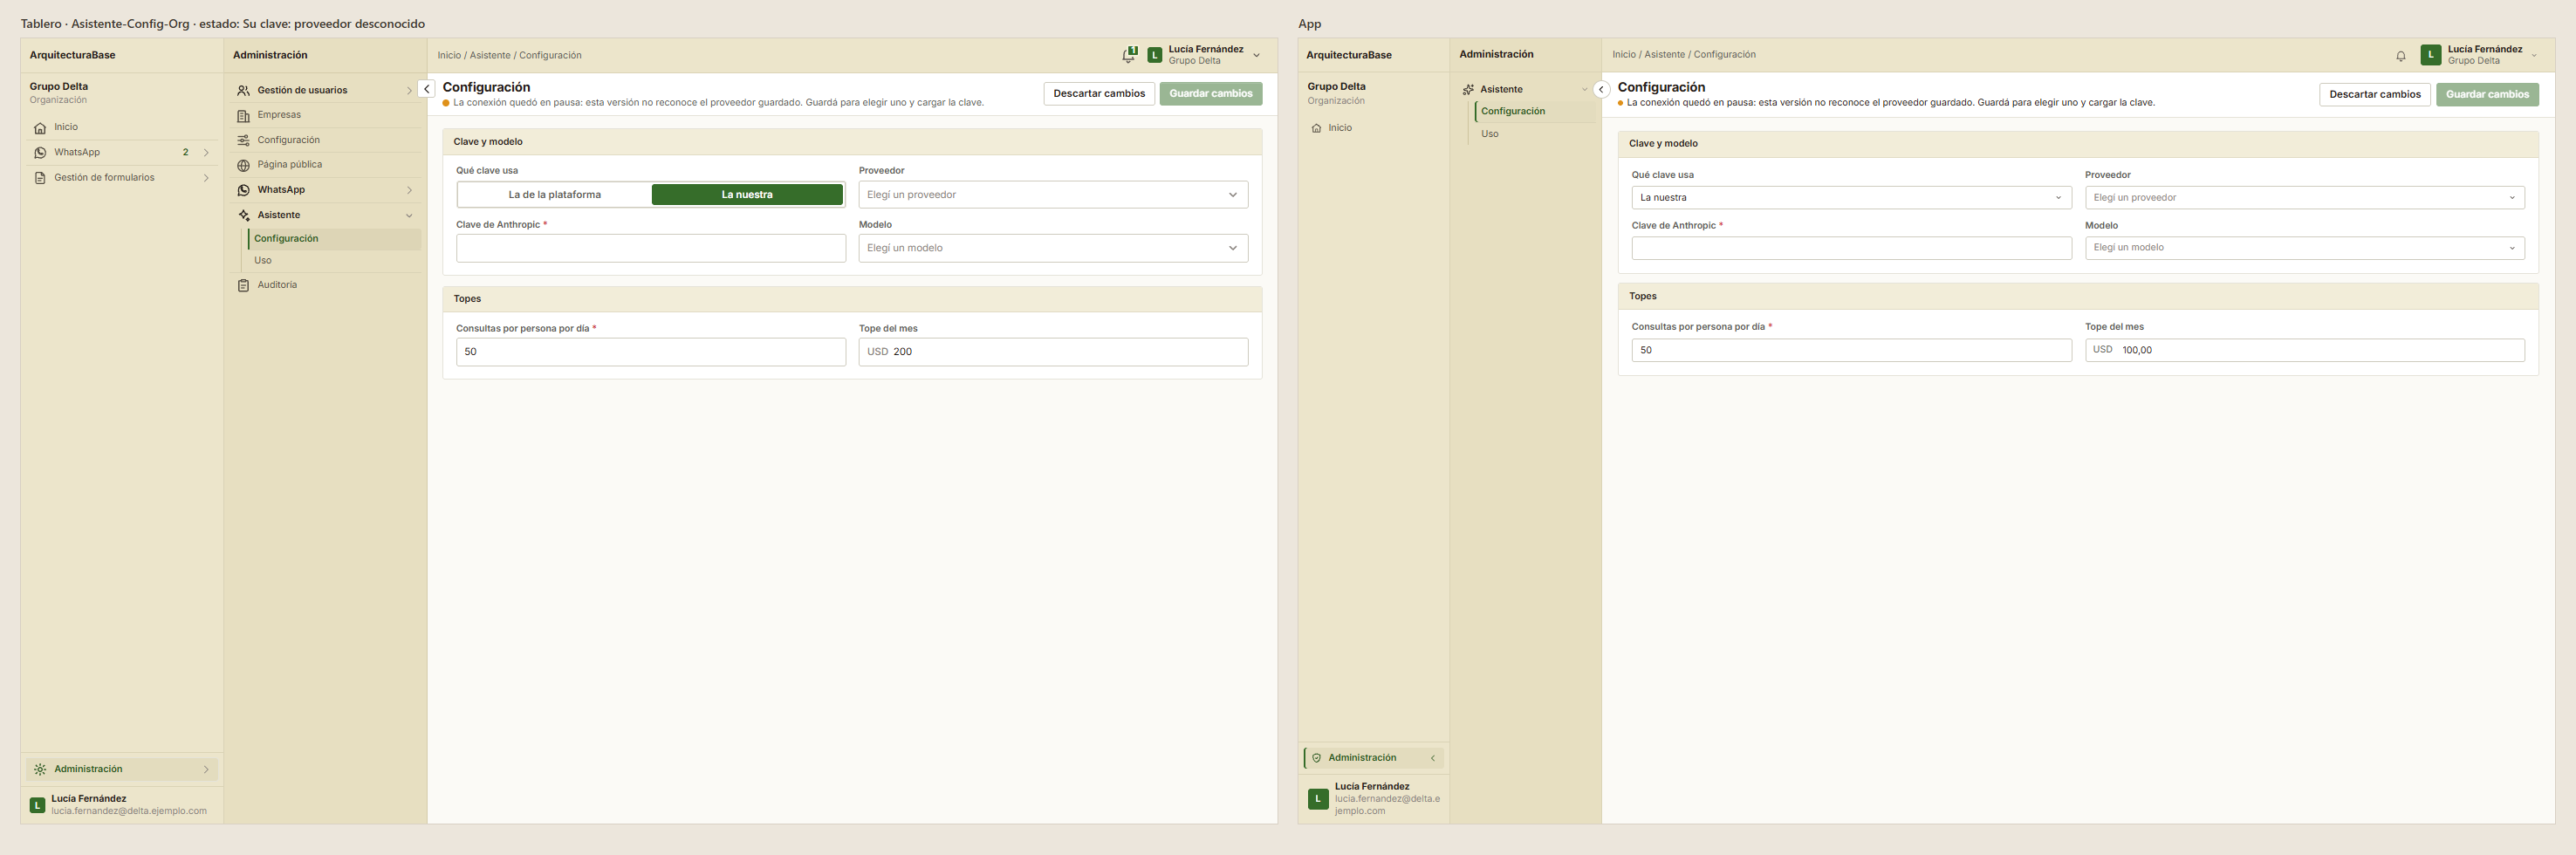 Tablero · Asistente-Config-Org · estado: Su clave: proveedor desconocido
ArquitecturaBase
Grupo Delta
Organización
Inicio
WhatsApp 2
Gestión de formularios
Administración
Lucía Fernández
lucia.fernandez@delta.ejemplo.com
Administración
Gestión de usuarios
Empresas
Configuración
Página pública
WhatsApp
Asistente
Configuración
Uso
Auditoría
Inicio / Asistente / Configuración
1
L
Lucía Fernández
Grupo Delta
L
Configuración
La conexión quedó en pausa: esta versión no reconoce el proveedor guardado. Guardá para elegir uno y cargar la clave.
Descartar cambios
Guardar cambios
Clave y modelo
Qué clave usa
La de la plataforma
La nuestra
Proveedor
Elegí un proveedor
Clave de Anthropic *
Modelo
Elegí un modelo
Topes
Consultas por persona por día *
50
Tope del mes
USD 200
App
ArquitecturaBase
Grupo Delta
Organización
Inicio
Administración
L
Lucía Fernández
lucia.fernandez@delta.e
jemplo.com
Administración
Asistente
Configuración
Uso
Inicio / Asistente / Configuración
L
Lucía Fernández
Grupo Delta
Configuración
La conexión quedó en pausa: esta versión no reconoce el proveedor guardado. Guardá para elegir uno y cargar la clave.
Descartar cambios
Guardar cambios
Clave y modelo
Qué clave usa
La nuestra
Proveedor
Elegí un proveedor
Clave de Anthropic *
Modelo
Elegí un modelo
Topes
Consultas por persona por día *
50
Tope del mes
USD 100,00